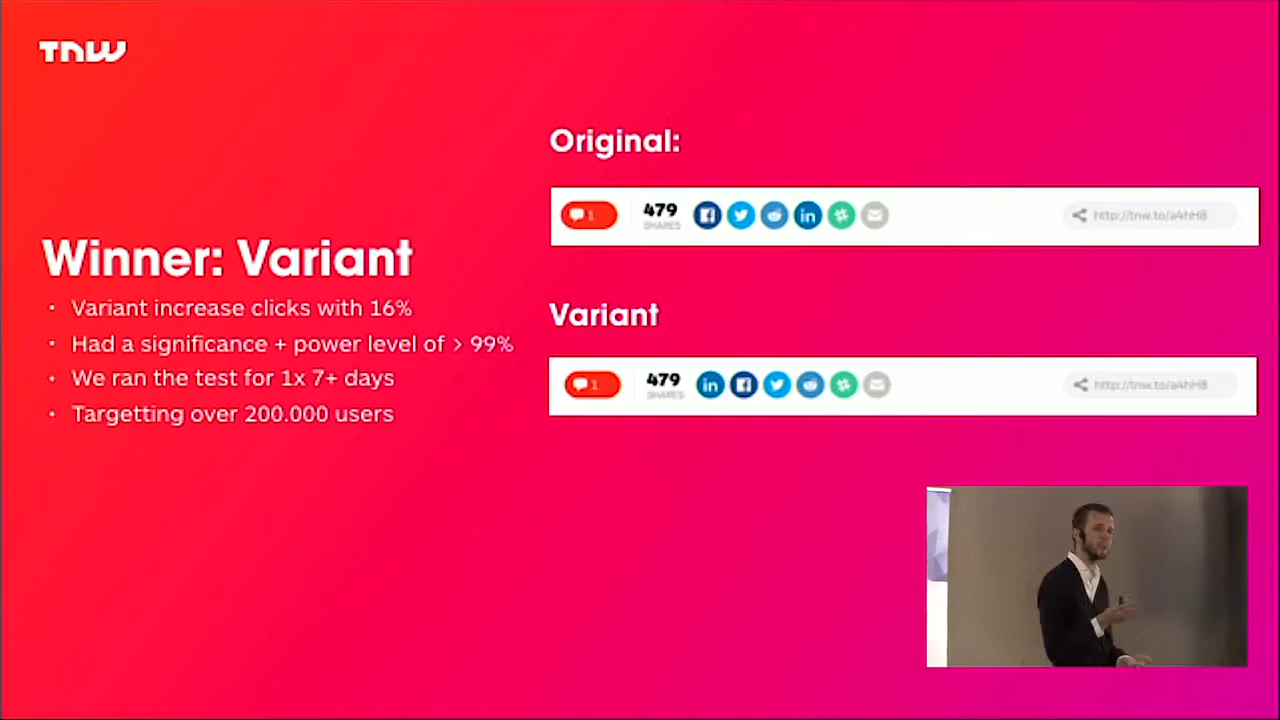 TNW
Original:
1 479 SHARES http://tnw.to/a4hH8
Winner: Variant
• Variant increase clicks with 16%
• Had a significance + power level of > 99%
• We ran the test for 1x 7+ days
• Targetting over 200.000 users
Variant
1 479 SHARES http://tnw.to/a4hH8